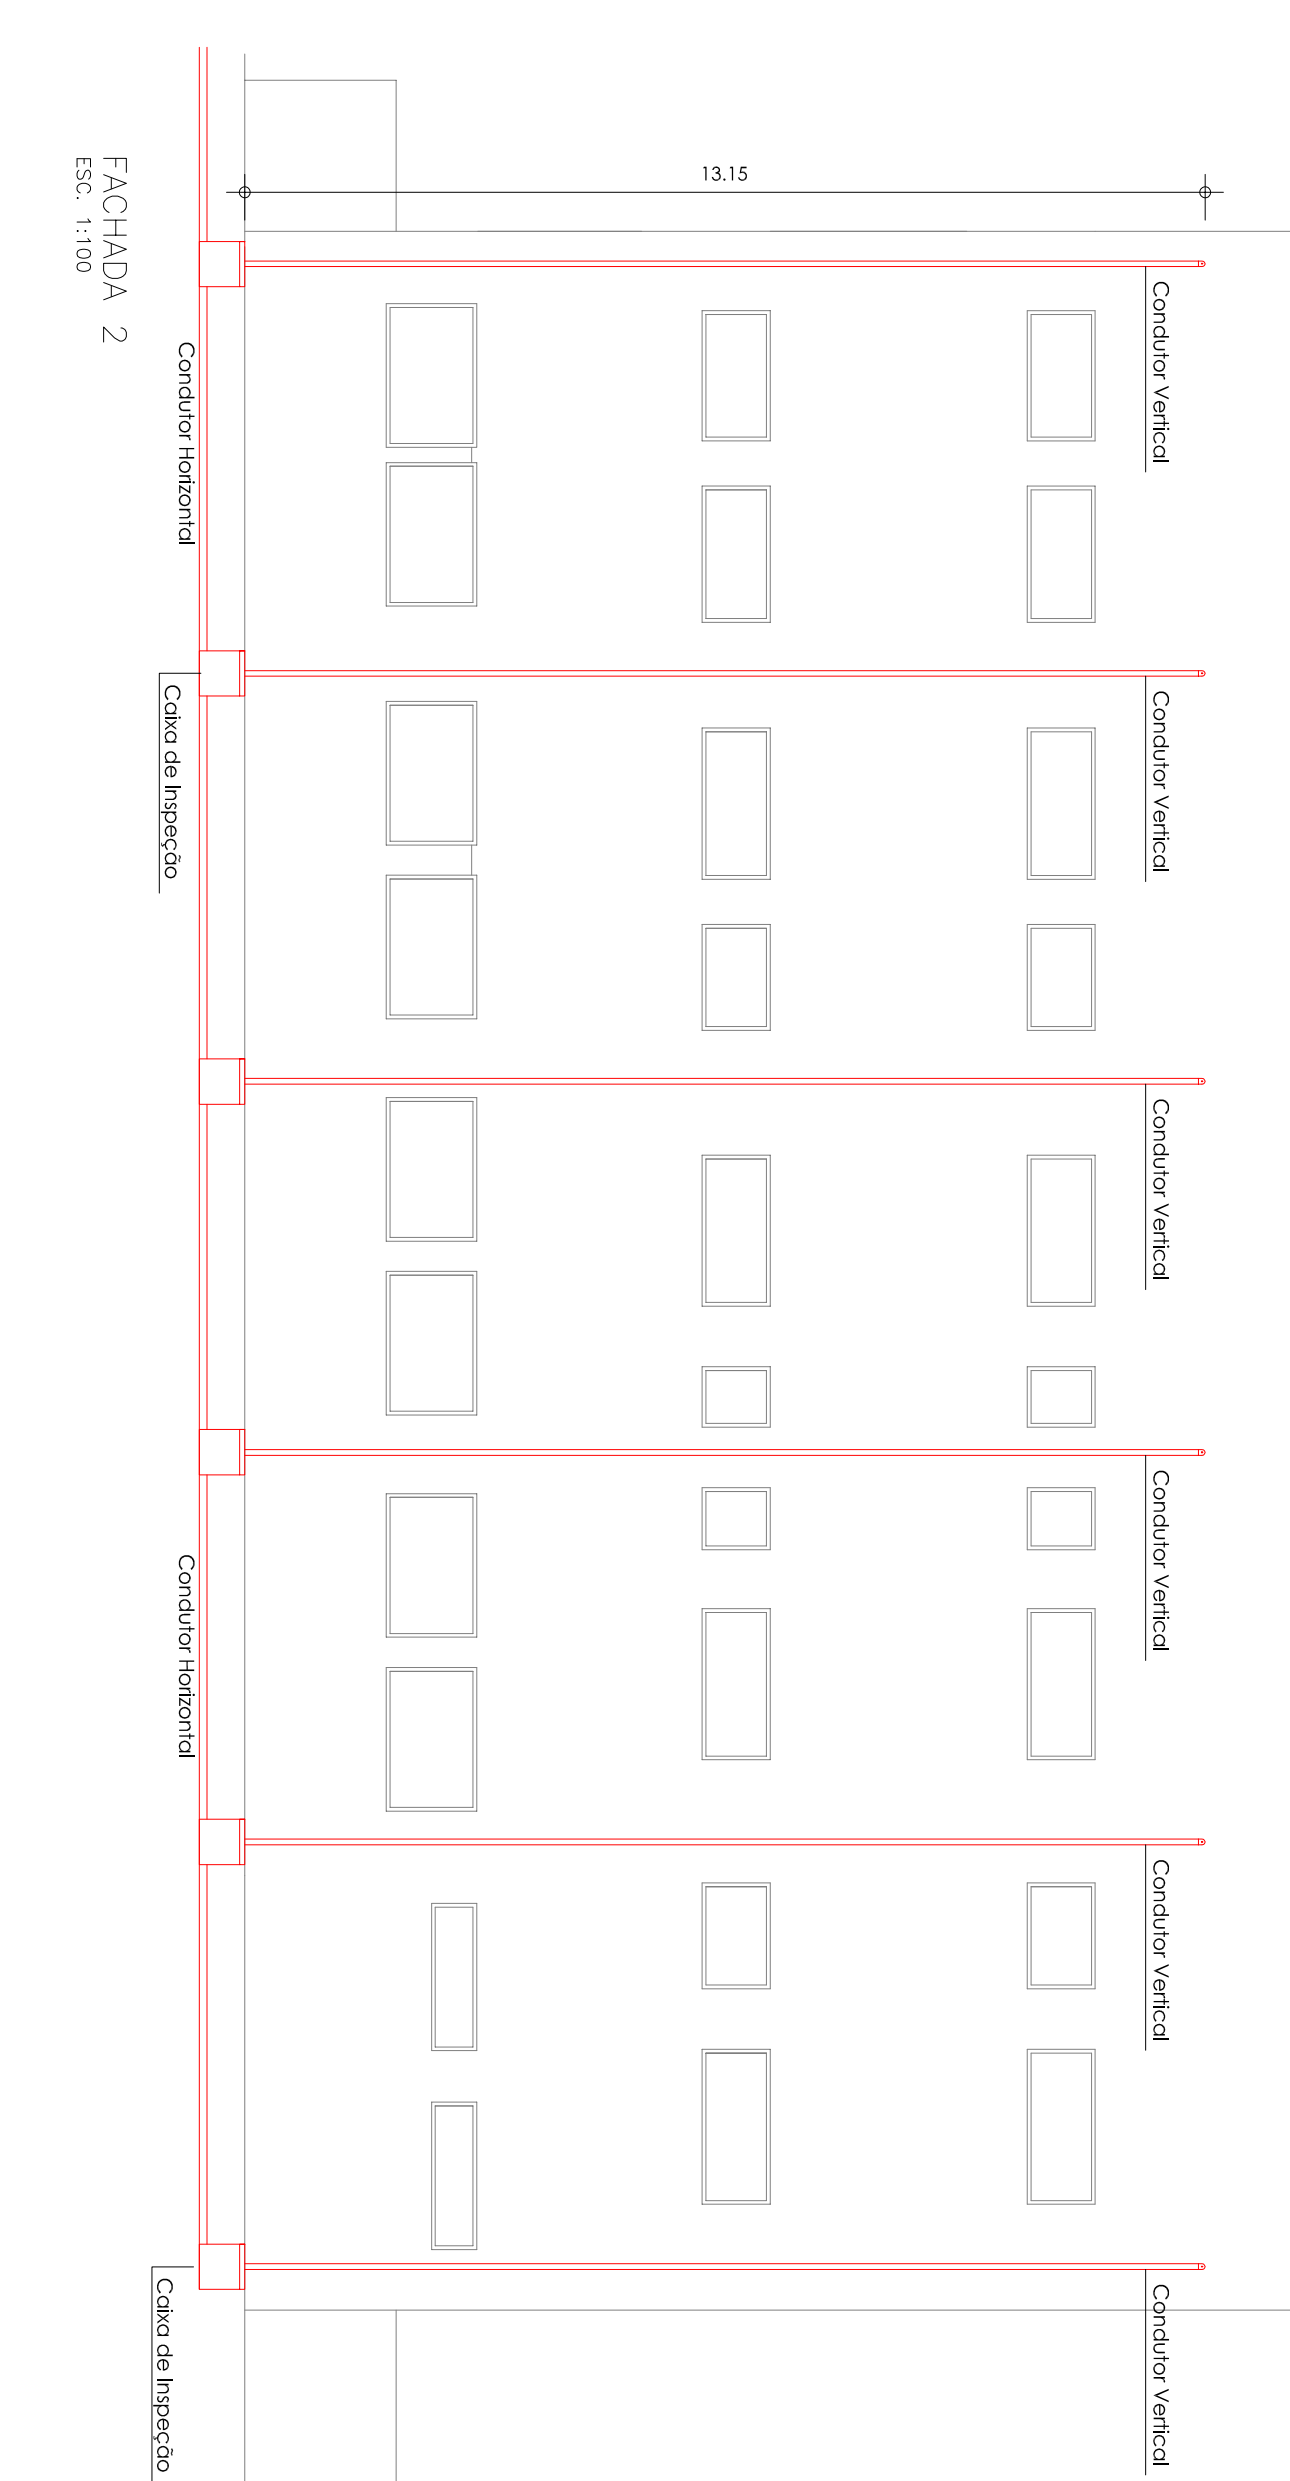 13.15
Condutor Vertical
Condutor Vertical
Condutor Vertical
Condutor Vertical
Condutor Vertical
Condutor Vertical
Condutor Horizontal
Condutor Horizontal
Caixa de Inspeção
Caixa de Inspeção
FACHADA 2
ESC. 1:100